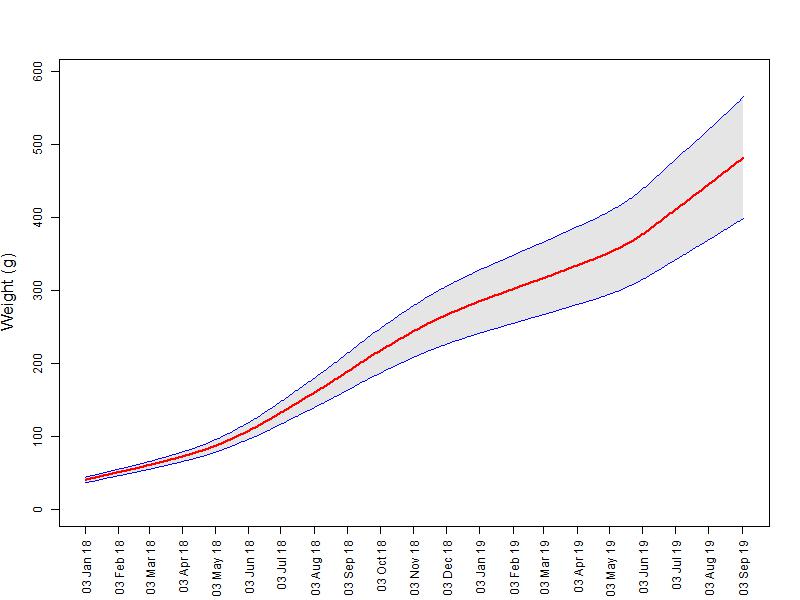 600
500
400
300
200
100
0
Weight (g)
03 Jan 18
03 Feb 18
03 Mar 18
03 Apr 18
03 May 18
03 Jun 18
03 Jul 18
03 Aug 18
03 Sep 18
03 Oct 18
03 Nov 18
03 Dec 18
03 Jan 19
03 Feb 19
03 Mar 19
03 Apr 19
03 May 19
03 Jun 19
03 Jul 19
03 Aug 19
03 Sep 19